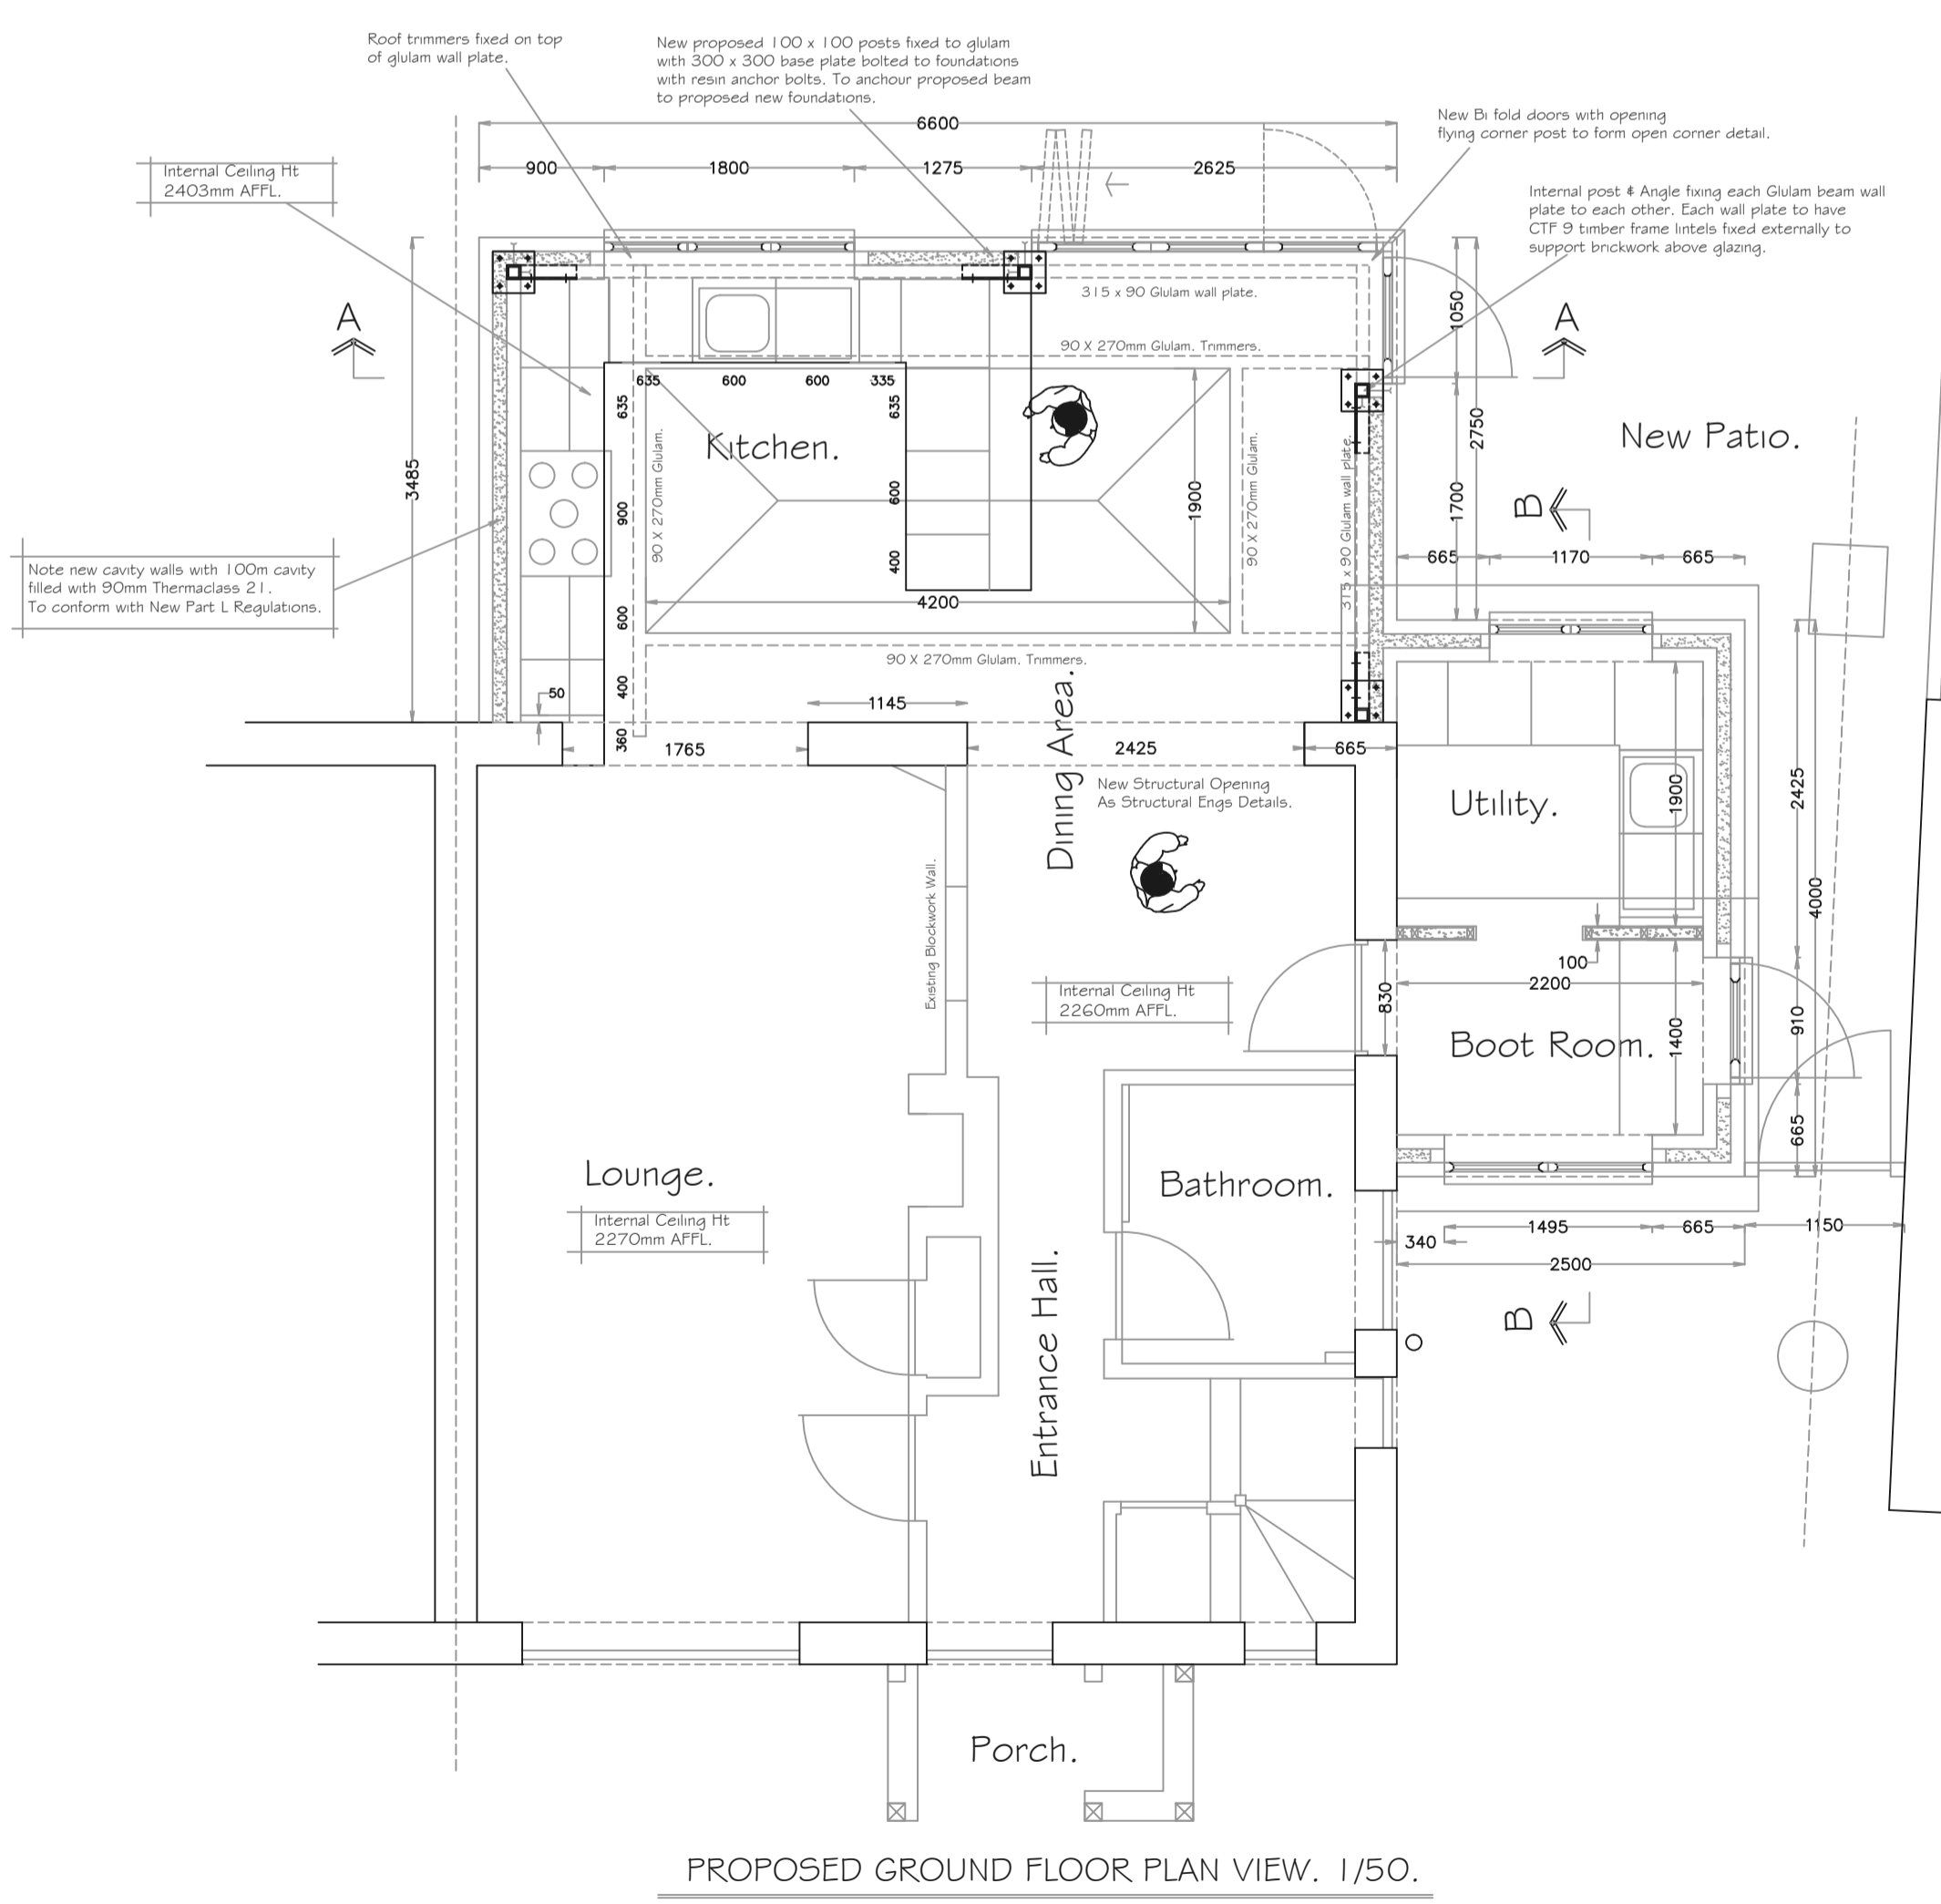 Roof trimmers fixed on top
of glulam wall plate.
New proposed 100 x 100 posts fixed to glulam
with 300 x 300 base plate bolted to foundations
with resin anchor bolts. To anchour proposed beam
to proposed new foundations.
New Bi fold doors with opening
flying corner post to form open corner detail.
6600
900
1800
1275
2625
Internal Ceiling Ht
2403mm AFFL.
Internal post & Angle fixing each Glulam beam wall
plate to each other. Each wall plate to have
CTF 9 timber frame lintels fixed externally to
support brickwork above glazing.
A
A
315 x 90 Glulam wall plate.
90 X 270mm Glulam. Trimmers.
1050
2750
1700
3485
635
600
600
335
635
635
Kitchen.
90 X 270mm Glulam.
900
600
400
600
400
360
1900
90 X 270mm Glulam.
315 x 90 Glulam wall plate.
New Patio.
B
665
1170
665
4200
Note new cavity walls with 100m cavity
filled with 90mm Thermaclass 21.
To conform with New Part L Regulations.
90 X 270mm Glulam. Trimmers.
50
1145
1765
2425
665
Dining Area.
New Structural Opening
As Structural Engs Details.
Utility.
1900
2425
4000
Existing Blockwork Wall.
Internal Ceiling Ht
2260mm AFFL.
830
100
2200
Boot Room.
1400
910
665
Lounge.
Internal Ceiling Ht
2270mm AFFL.
Bathroom.
1495
665
1150
340
2500
B
Entrance Hall.
Porch.
PROPOSED GROUND FLOOR PLAN VIEW. 1/50.